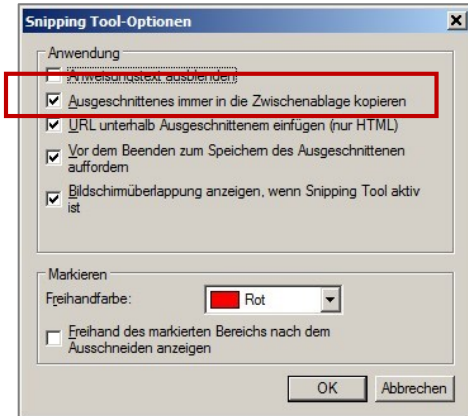 Snipping Tool-Optionen
Anwendung
Anweisungstext ausblenden
Ausgeschnittenes immer in die Zwischenablage kopieren
URL unterhalb Ausgeschnittenem einfügen (nur HTML)
Vor dem Beenden zum Speichern des Ausgeschnittenen
auffordern
Bildschirmüberlappung anzeigen, wenn Snipping Tool aktiv
ist
Markieren
Freihandfarbe:
Rot
Freihand des markierten Bereichs nach dem
Ausschneiden anzeigen
OK
Abbrechen